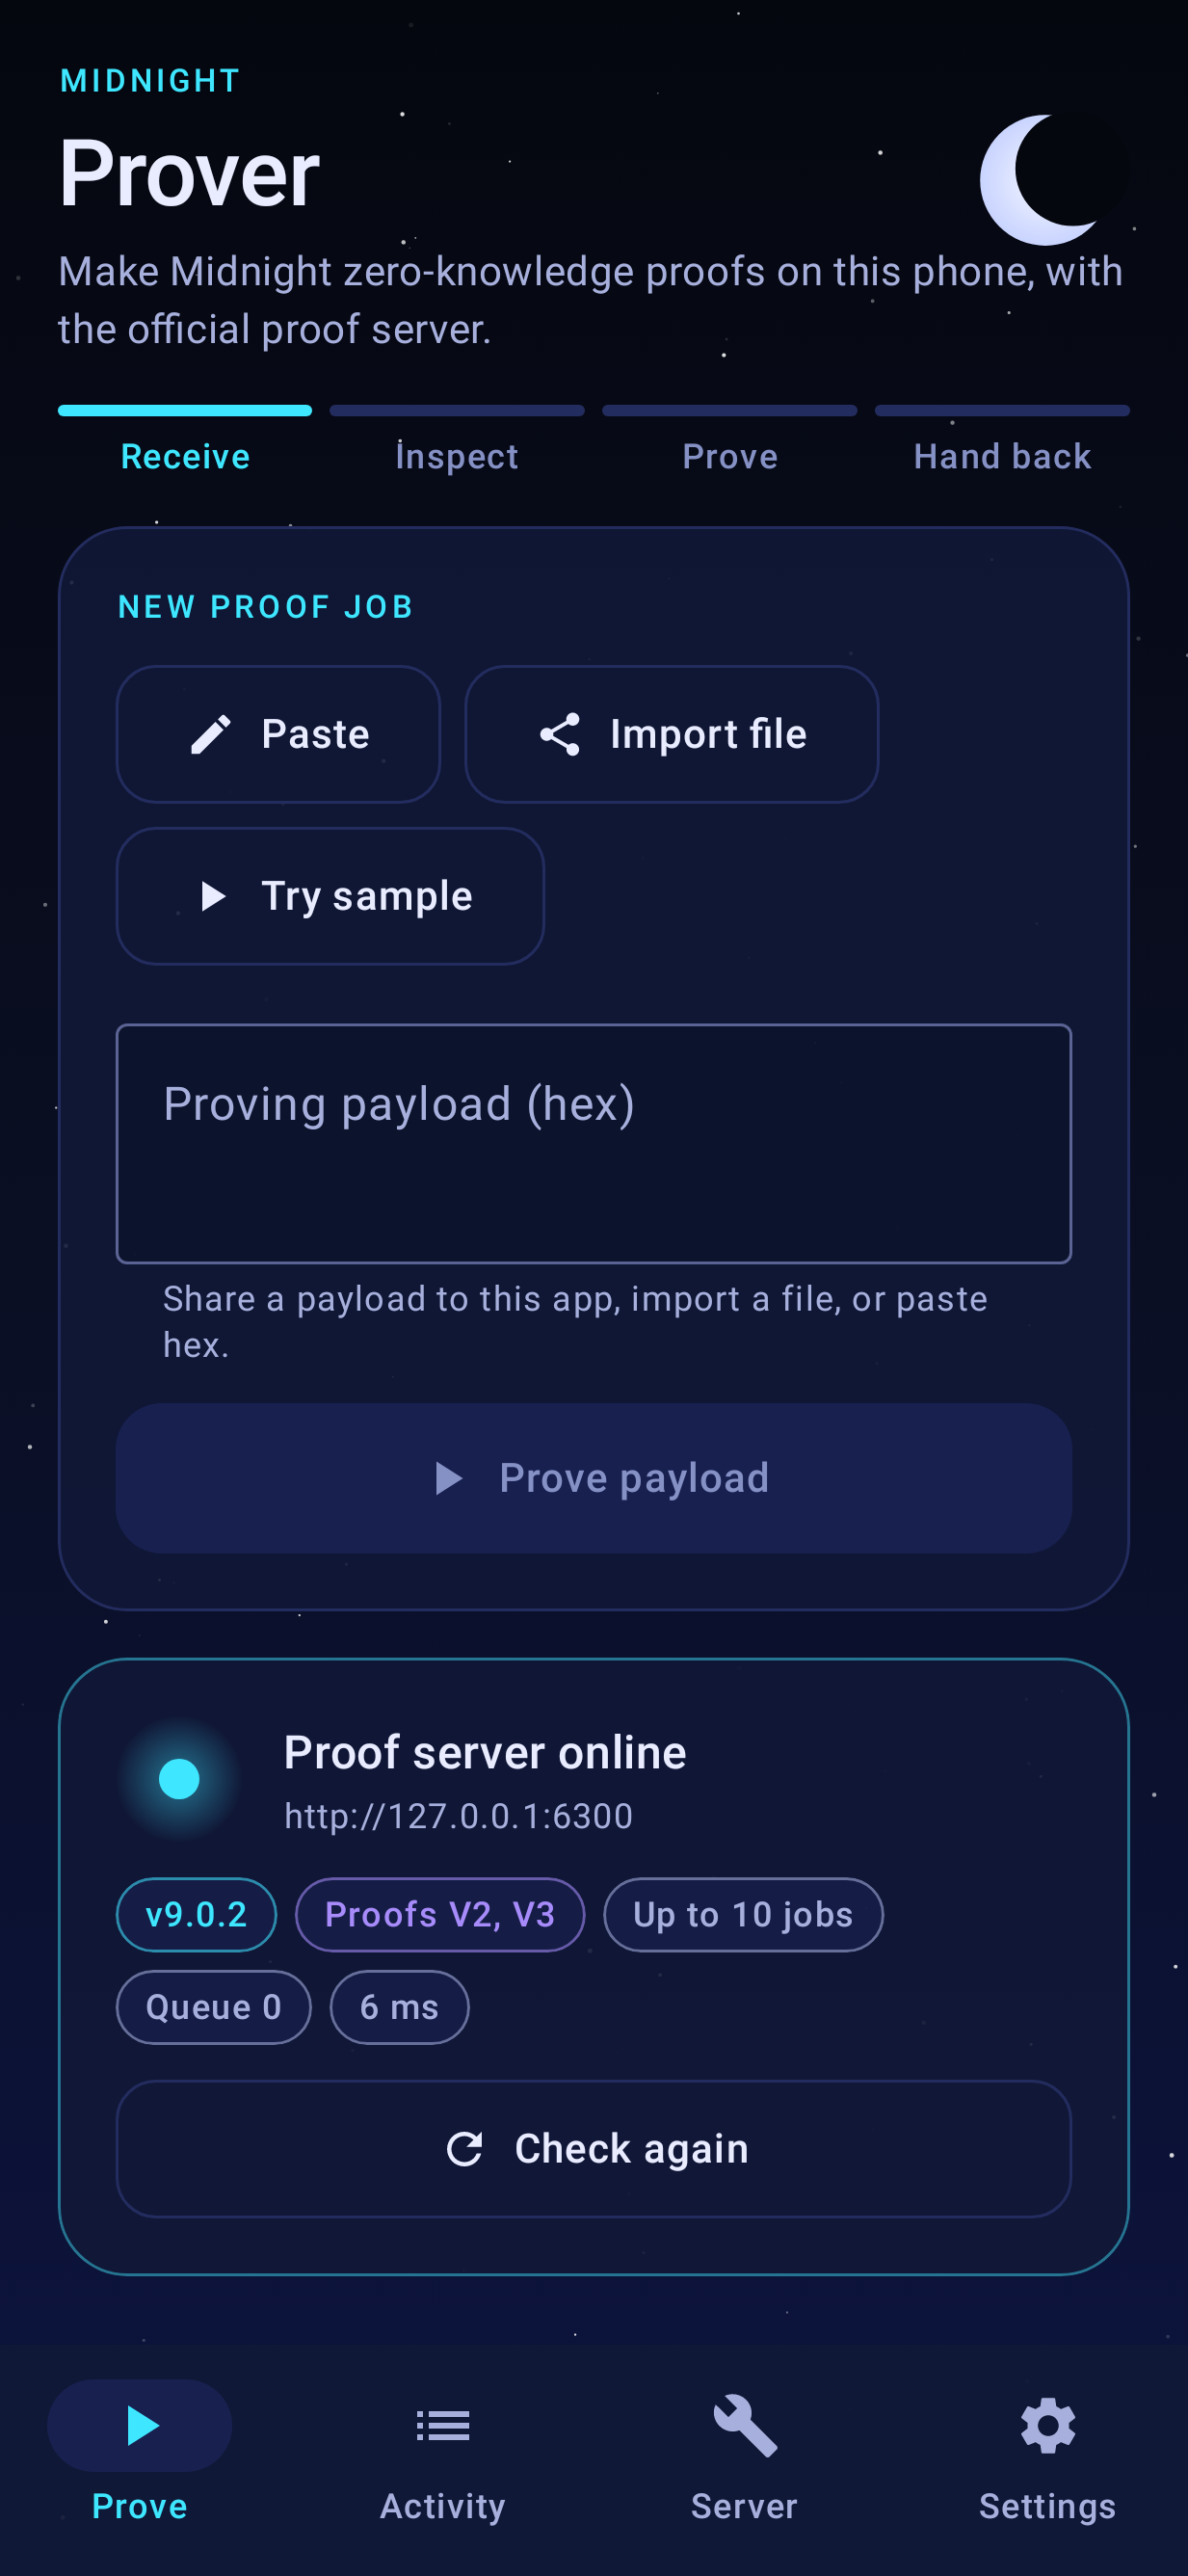 MIDNIGHT
Prover
Make Midnight zero-knowledge proofs on this phone, with
the official proof server.
Receive
Inspect
Prove
Hand back
NEW PROOF JOB
Paste
Import file
Try sample
Proving payload (hex)
Share a payload to this app, import a file, or paste
hex.
Prove payload
Proof server online
http://127.0.0.1:6300
v9.0.2
Proofs V2, V3
Up to 10 jobs
Queue 0
6 ms
Check again
Prove
Activity
Server
Settings